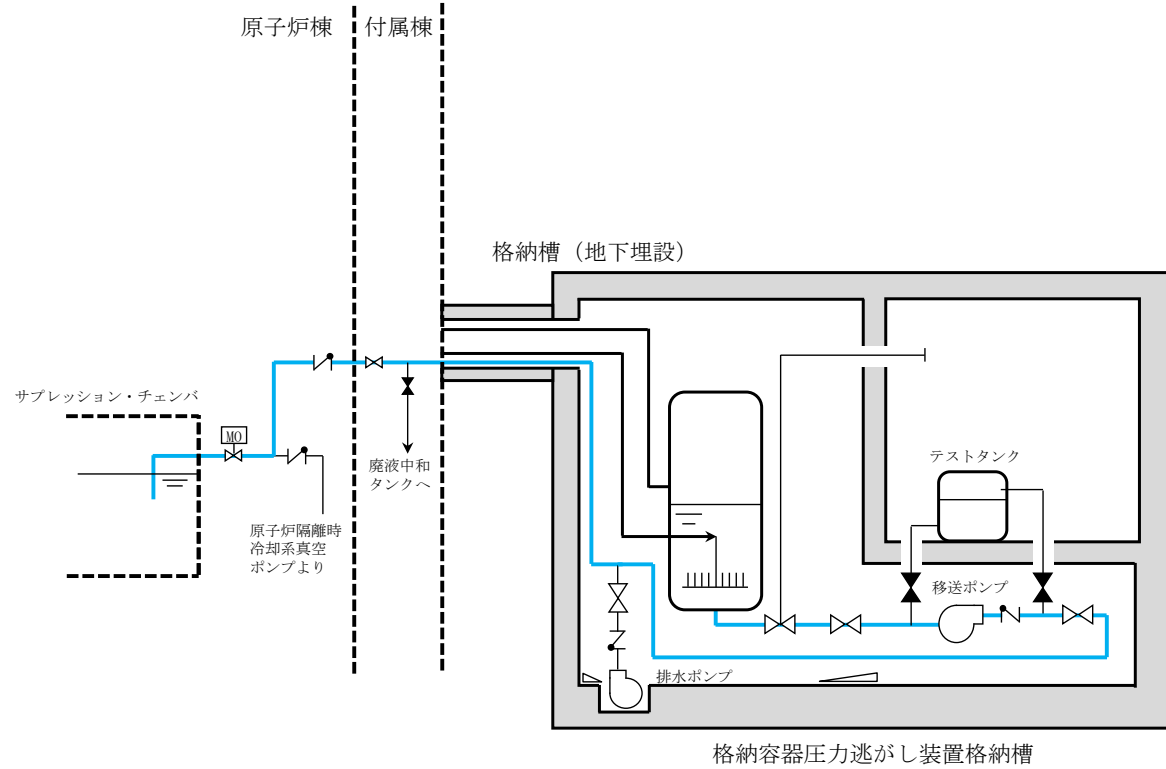 原子炉棟
付属棟
格納槽（地下埋設）
サプレッション・チェンバ
MO
廃液中和
タンクへ
テストタンク
原子炉隔離時
冷却系真空
ポンプより
移送ポンプ
排水ポンプ
格納容器圧力逃がし装置格納槽